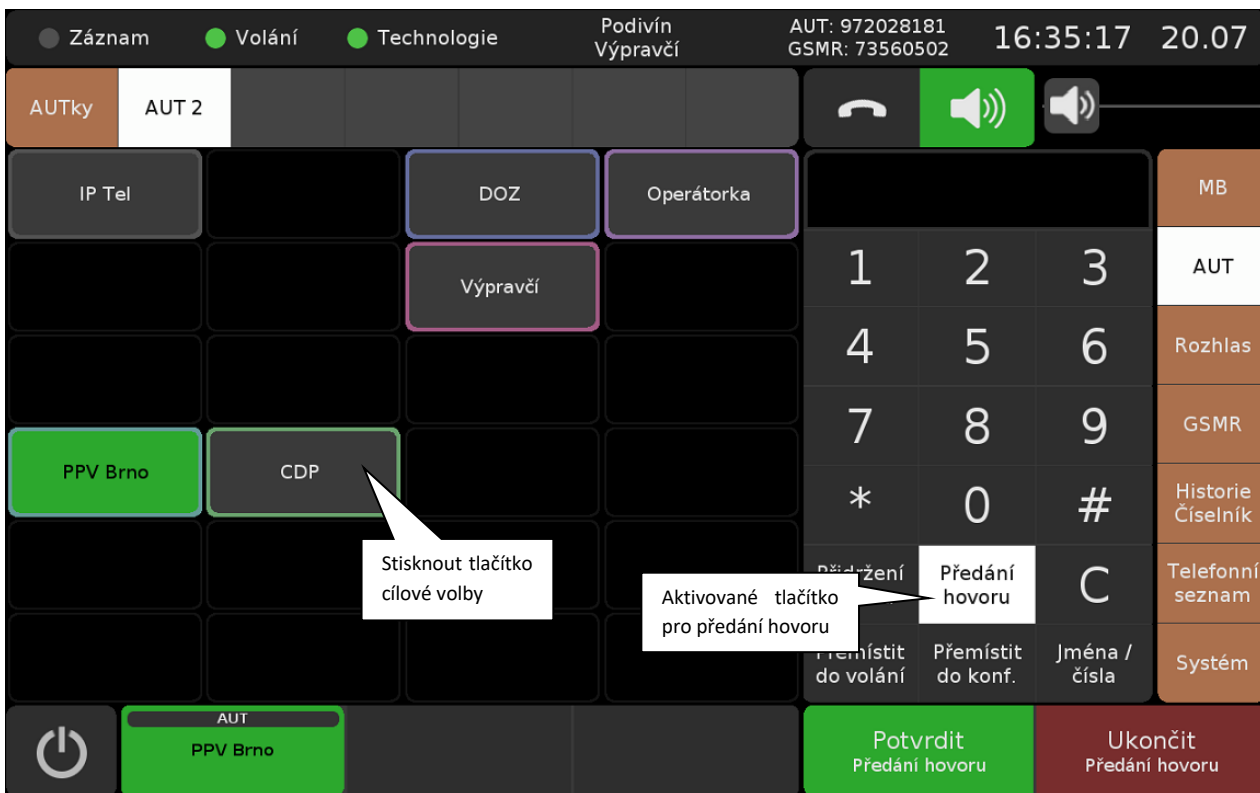 Záznam
Volání
Technologie
Podivín
Výpravčí
AUT: 972028181
GSMR: 73560502
16:35:17
20.07
AUTky
AUT 2
IP Tel
DOZ
Operátorka
MB
1
2
3
AUT
Výpravčí
4
5
6
Rozhlas
7
8
9
GSMR
PPV Brno
CDP
*
0
#
Historie
Číselník
Stisknout tlačítko
cílové volby
Aktivované tlačítko
pro předání hovoru
Přidržení
Předání
hovoru
C
Telefonní
seznam
Přemístit
do volání
Přemístit
do konf.
Jména /
čísla
Systém
AUT
PPV Brno
Potvrdit
Předání hovoru
Ukončit
Předání hovoru